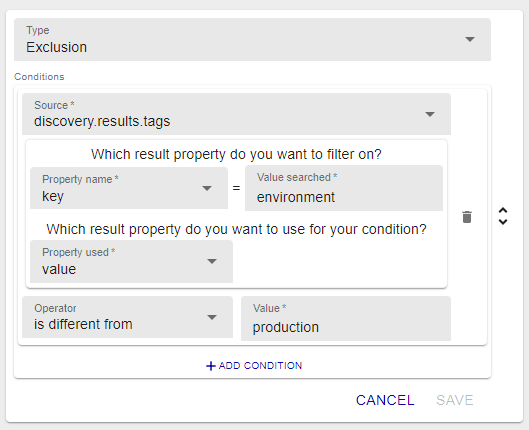 Type
Exclusion
Conditions
Source *
discovery.results.tags
Which result property do you want to filter on?
Property name *
key
=
Value searched *
environment
Which result property do you want to use for your condition?
Property used *
value
Operator
is different from
Value *
production
+ ADD CONDITION
CANCEL
SAVE